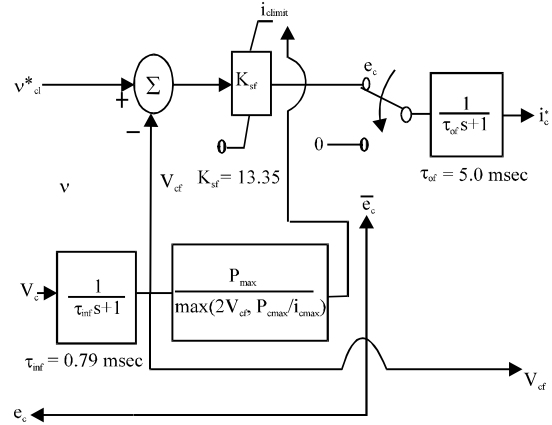 i_climit
ν*_cl
+
Σ
−
K_sf
0
e_c
0
1
τ_of s+1
i*_c
τ_of = 5.0 msec
V_cf K_sf = 13.35
ν
e̅_c
V_c
1
τ_inf s+1
P_max
max(2V_cf, P_cmax/i_cmax)
τ_inf = 0.79 msec
V_cf
e_c